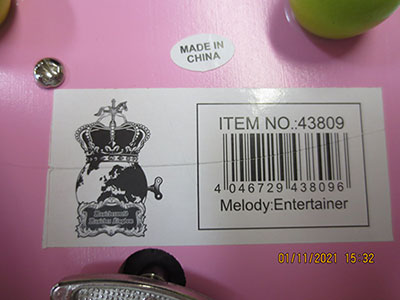 MADE IN
CHINA
ITEM NO.:43809
4 046729 438096
Melody:Entertainer
01/11/2021 15:32